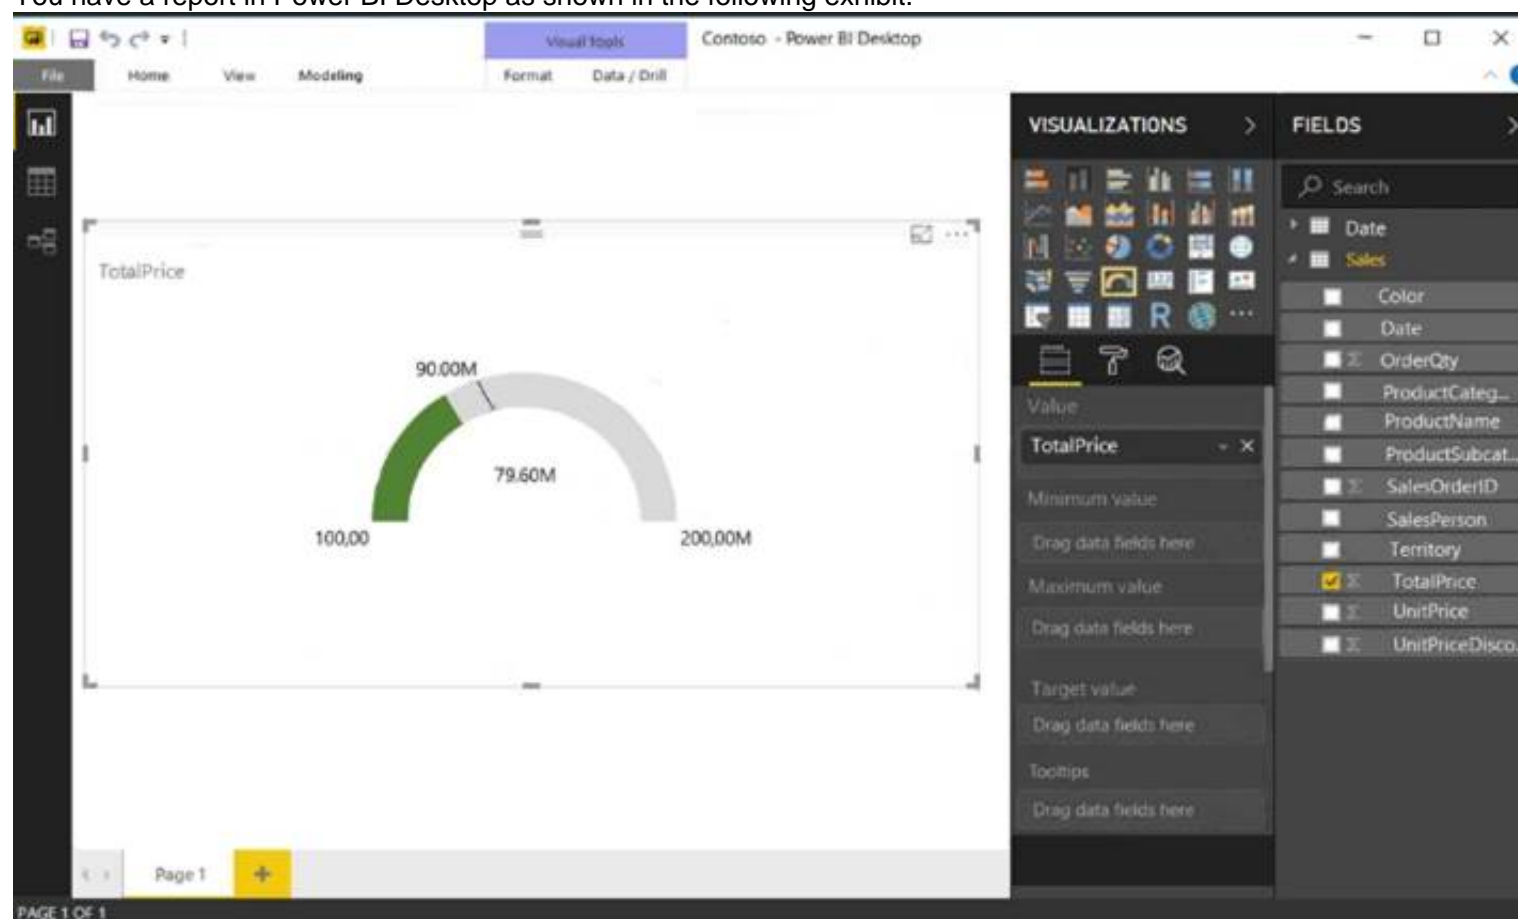 You have a report in Power BI Desktop as shown in the following exhibit.
Visual tools
Contoso - Power BI Desktop
File
Home
View
Modeling
Format
Data / Drill
VISUALIZATIONS
FIELDS
Search
Date
Sales
Color
Date
OrderQty
ProductCateg...
ProductName
ProductSubcat...
SalesOrderID
SalesPerson
Territory
TotalPrice
UnitPrice
UnitPriceDisco.
R
Value
TotalPrice
Minimum value
Drag data fields here
Maximum value
Drag data fields here
Target value
Drag data fields here
Tooltips
Drag data fields here
TotalPrice
90.00M
79.60M
100,00
200,00M
Page 1
PAGE 1 OF 1